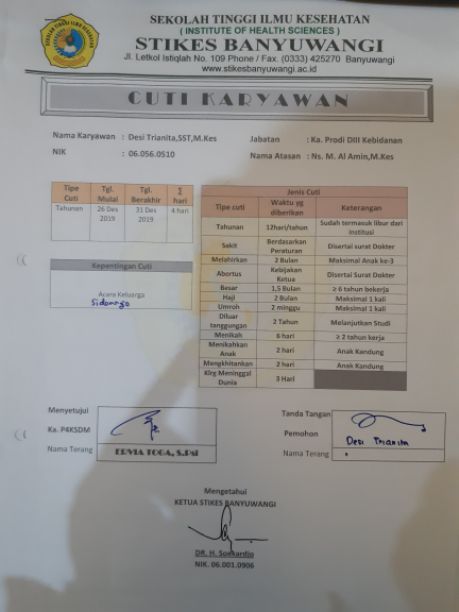 SEKOLAH TINGGI ILMU KESEHATAN
( INSTITUTE OF HEALTH SCIENCES )
STIKES BANYUWANGI
Jl. Letkol Istiqlah No. 109 Phone / Fax. (0333) 425270 Banyuwangi
www.stikesbanyuwangi.ac.id
CUTI KARYAWAN
Nama Karyawan : Desi Trianita,SST,M.Kes
Jabatan : Ka. Prodi DIII Kebidanan
NIK : 06.056.0510
Nama Atasan : Ns. M. Al Amin,M.Kes
Tipe Cuti Tgl. Mulai Tgl. Berakhir ∑ hari
Tahunan 26 Des 2019 31 Des 2019 4 hari
Kepentingan Cuti
Acara Keluarga
Sidoarjo
Jenis Cuti
Tipe cuti Waktu yg diberikan Keterangan
Tahunan 12hari/tahun Sudah termasuk libur dari institusi
Sakit Berdasarkan Peraturan Disertai surat Dokter
Melahirkan 2 Bulan Maksimal Anak ke-3
Abortus Kebijakan Ketua Disertai Surat Dokter
Besar 1,5 Bulan ≥ 6 tahun bekerja
Haji 2 Bulan Maksimal 1 kali
Umroh 2 minggu Maksimal 1 kali
Diluar tanggungan 2 Tahun Melanjutkan Studi
Menikah 6 hari ≥ 2 tahun kerja
Menikahkan Anak 2 hari Anak Kandung
Mengkhitankan 2 hari Anak Kandung
Klrg Meninggal Dunia 3 Hari
Menyetujui
Ka. P4KSDM
Nama Terang
ERVIA YOGA, S.Psi
Tanda Tangan
Pemohon
Desi Trianita
Nama Terang
Mengetahui
KETUA STIKES BANYUWANGI
DR. H. Soekardjo
NIK. 06.001.0906